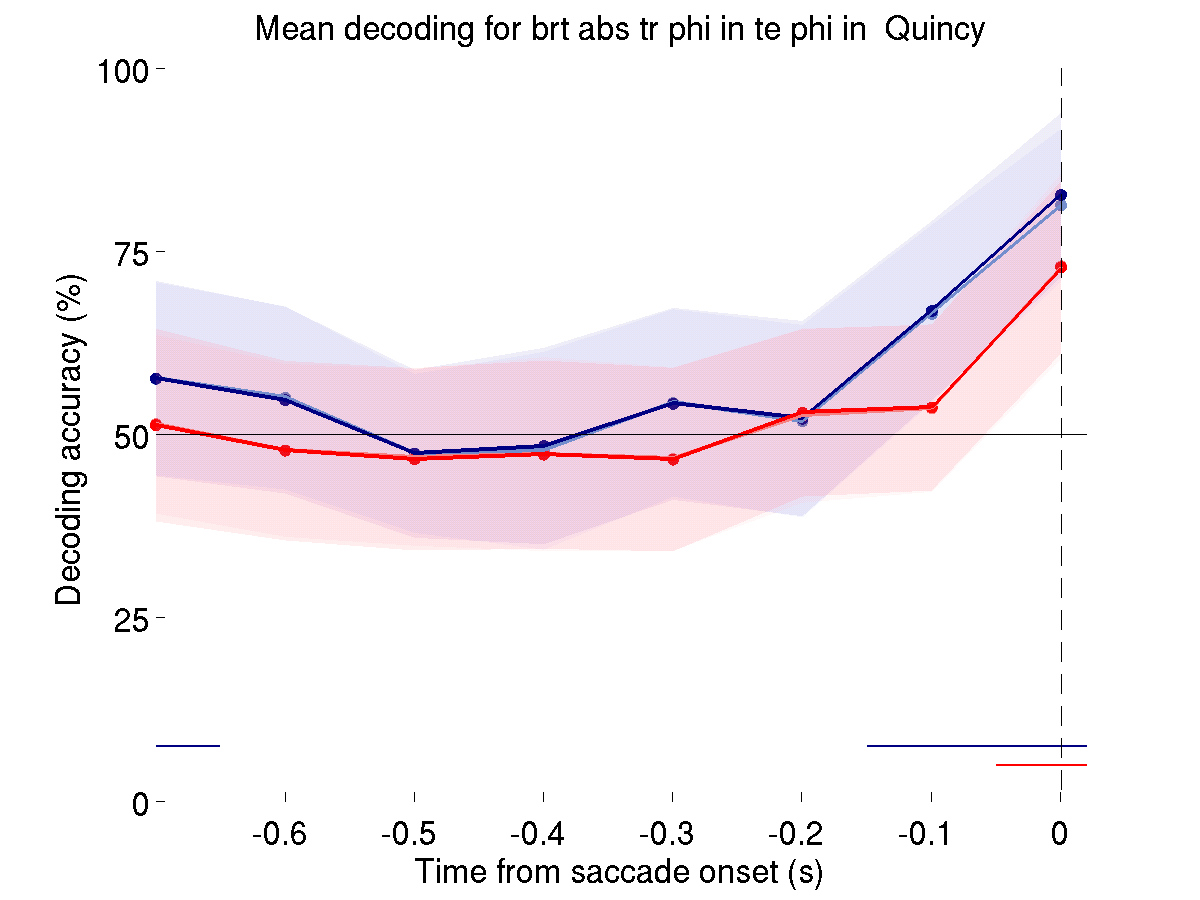 Mean decoding for brt abs tr phi in te phi in  Quincy
100
75
50
25
0
Decoding accuracy (%)
-0.6 -0.5 -0.4 -0.3 -0.2 -0.1 0
Time from saccade onset (s)